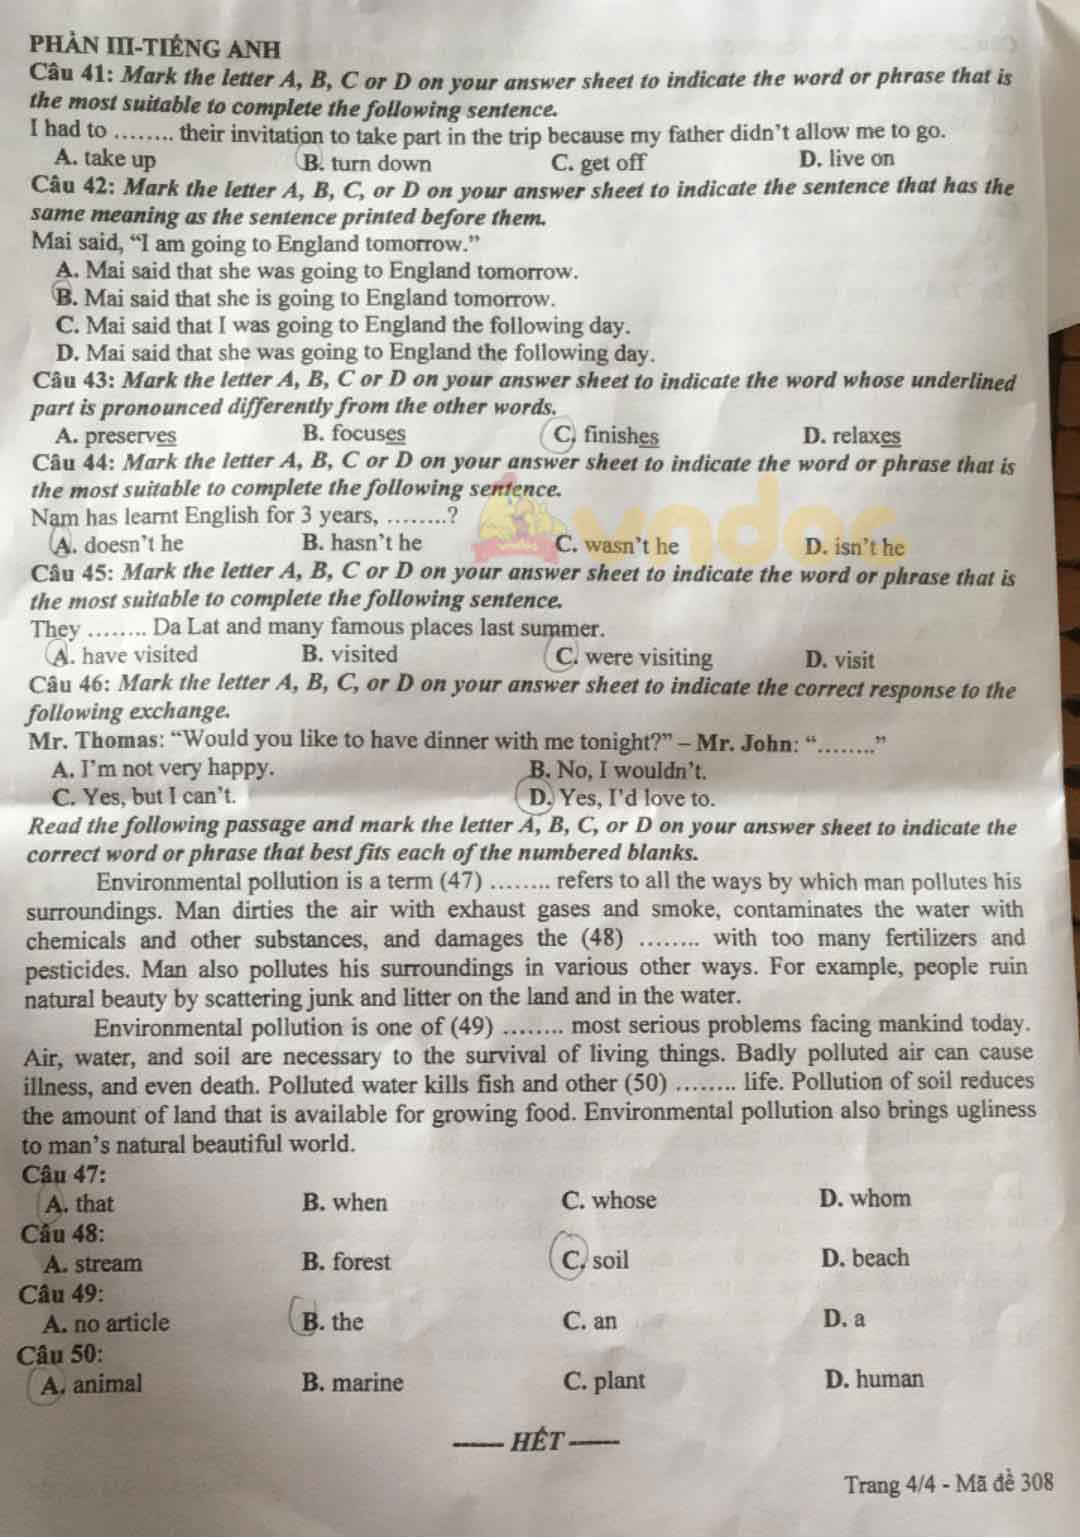 PHẦN III-TIẾNG ANH
Câu 41: Mark the letter A, B, C or D on your answer sheet to indicate the word or phrase that is
the most suitable to complete the following sentence.
I had to ........ their invitation to take part in the trip because my father didn't allow me to go.
A. take up B. turn down C. get off D. live on
Câu 42: Mark the letter A, B, C, or D on your answer sheet to indicate the sentence that has the
same meaning as the sentence printed before them.
Mai said, "I am going to England tomorrow."
A. Mai said that she was going to England tomorrow.
B. Mai said that she is going to England tomorrow.
C. Mai said that I was going to England the following day.
D. Mai said that she was going to England the following day.
Câu 43: Mark the letter A, B, C or D on your answer sheet to indicate the word whose underlined
part is pronounced differently from the other words.
A. preserves B. focuses C. finishes D. relaxes
Câu 44: Mark the letter A, B, C or D on your answer sheet to indicate the word or phrase that is
the most suitable to complete the following sentence.
Nam has learnt English for 3 years, ........?
A. doesn't he B. hasn't he C. wasn't he D. isn't he
vndoc
vndoc
Câu 45: Mark the letter A, B, C or D on your answer sheet to indicate the word or phrase that is
the most suitable to complete the following sentence.
They ........ Da Lat and many famous places last summer.
A. have visited B. visited C. were visiting D. visit
Câu 46: Mark the letter A, B, C, or D on your answer sheet to indicate the correct response to the
following exchange.
Mr. Thomas: "Would you like to have dinner with me tonight?" – Mr. John: "........"
A. I'm not very happy. B. No, I wouldn't.
C. Yes, but I can't. D. Yes, I'd love to.
Read the following passage and mark the letter A, B, C, or D on your answer sheet to indicate the
correct word or phrase that best fits each of the numbered blanks.
Environmental pollution is a term (47) ........ refers to all the ways by which man pollutes his
surroundings. Man dirties the air with exhaust gases and smoke, contaminates the water with
chemicals and other substances, and damages the (48) ........ with too many fertilizers and
pesticides. Man also pollutes his surroundings in various other ways. For example, people ruin
natural beauty by scattering junk and litter on the land and in the water.
Environmental pollution is one of (49) ........ most serious problems facing mankind today.
Air, water, and soil are necessary to the survival of living things. Badly polluted air can cause
illness, and even death. Polluted water kills fish and other (50) ........ life. Pollution of soil reduces
the amount of land that is available for growing food. Environmental pollution also brings ugliness
to man's natural beautiful world.
Câu 47:
A. that B. when C. whose D. whom
Câu 48:
A. stream B. forest C. soil D. beach
Câu 49:
A. no article B. the C. an D. a
Câu 50:
A. animal B. marine C. plant D. human
------ HẾT ------
Trang 4/4 - Mã đề 308